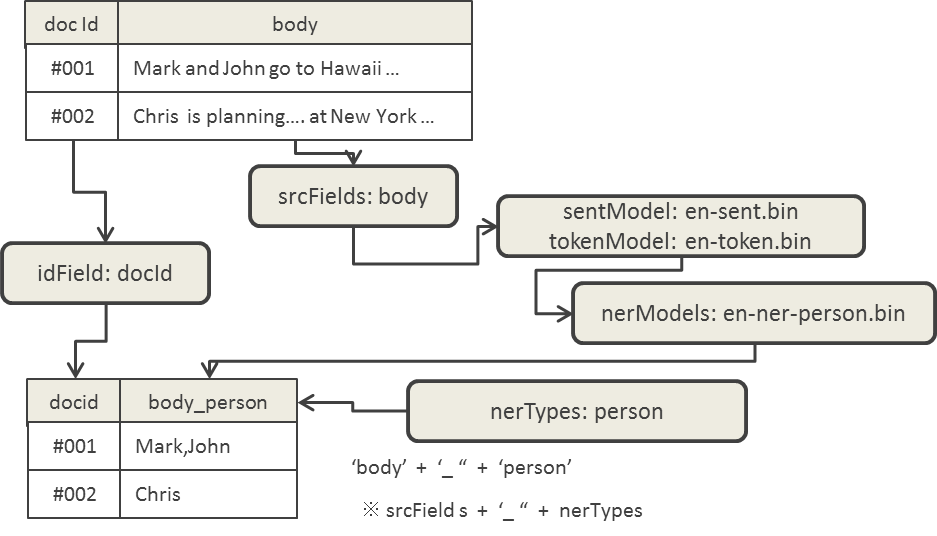 doc Id body
#001 Mark and John go to Hawaii ...
#002 Chris is planning.... at New York ...
srcFields: body
sentModel: en-sent.bin
tokenModel: en-token.bin
idField: docId
nerModels: en-ner-person.bin
docid body_person
nerTypes: person
#001 Mark,John
#002 Chris
‘body’ + ‘_ “ + ‘person’
※ srcField s + ‘_ “ + nerTypes